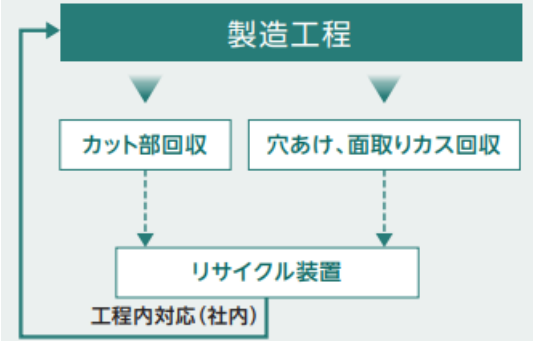 製造工程
カット部回収
穴あけ、面取りカス回収
リサイクル装置
工程内対応（社内）